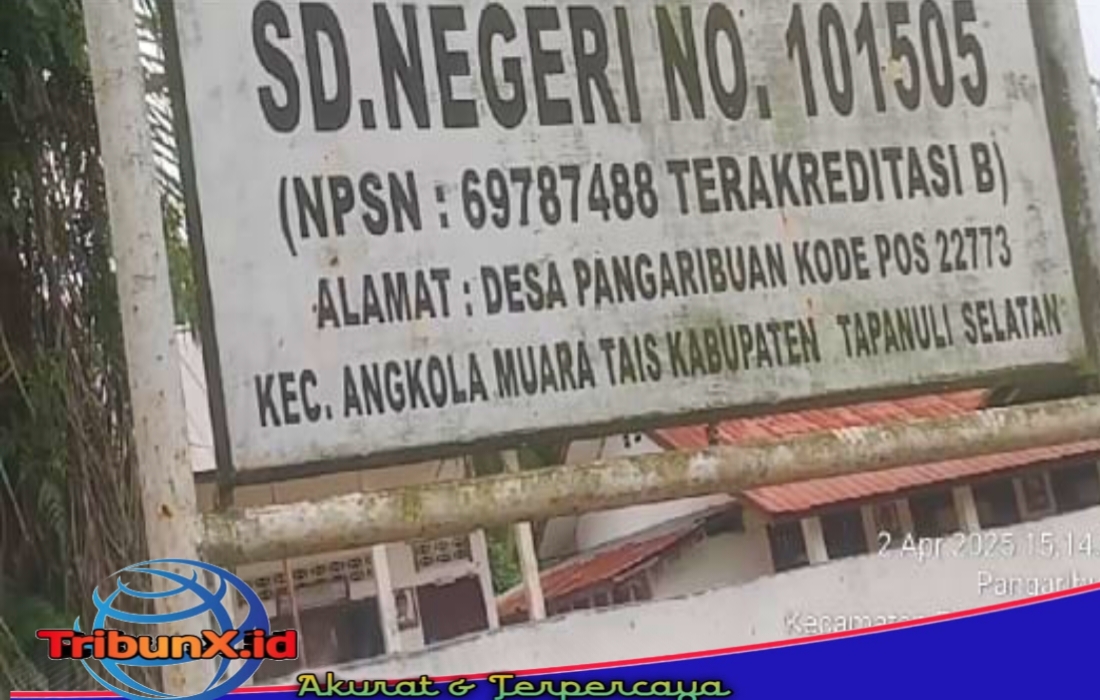 SD.NEGERI NO. 101505
(NPSN : 69787488 TERAKREDITASI B)
ALAMAT : DESA PANGARIBUAN KODE POS 22773
KEC. ANGKOLA MUARA TAIS KABUPATEN TAPANULI SELATAN
2 Apr 2025 15.14.
TribunX.id
Akurat & Terpercaya